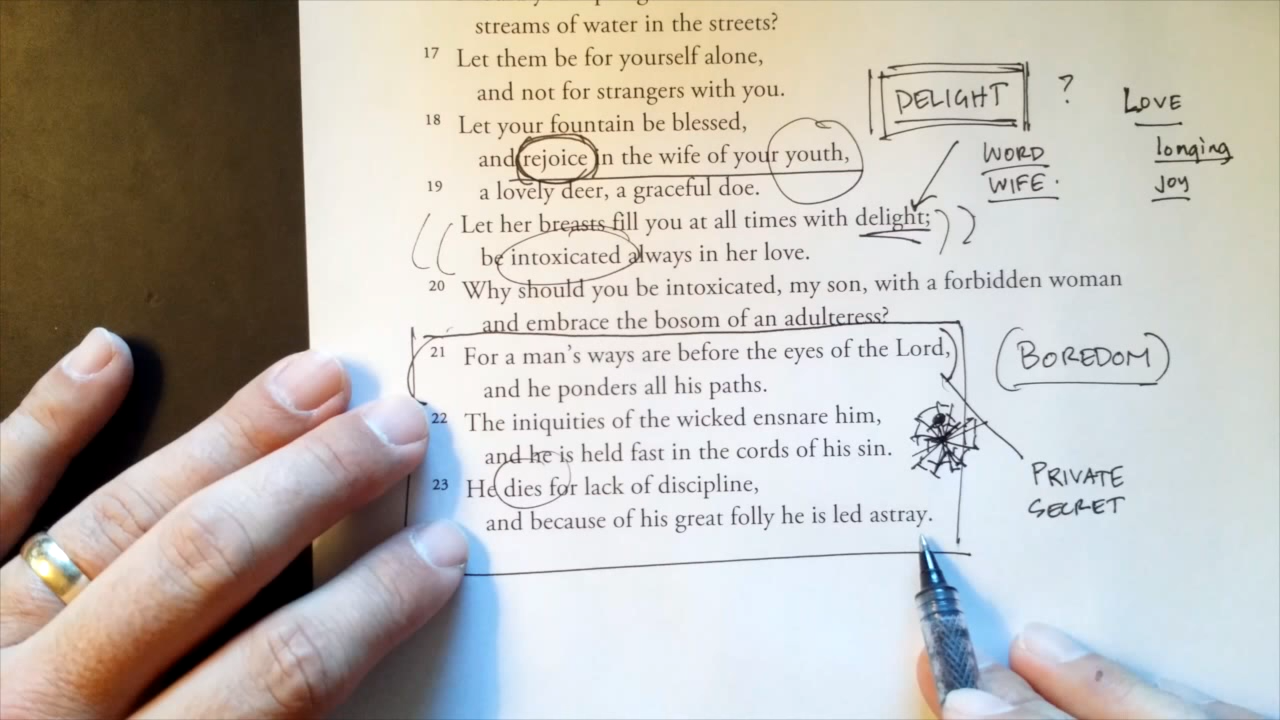 streams of water in the streets?
17 Let them be for yourself alone,
and not for strangers with you.
18 Let your fountain be blessed,
and rejoice in the wife of your youth,
19 a lovely deer, a graceful doe.
Let her breasts fill you at all times with delight;
be intoxicated always in her love.
20 Why should you be intoxicated, my son, with a forbidden woman
and embrace the bosom of an adulteress?
21 For a man's ways are before the eyes of the Lord,
and he ponders all his paths.
22 The iniquities of the wicked ensnare him,
and he is held fast in the cords of his sin.
23 He dies for lack of discipline,
and because of his great folly he is led astray.
DELIGHT ?
WORD
WIFE.
LOVE
longing
joy
(BOREDOM)
PRIVATE
SECRET